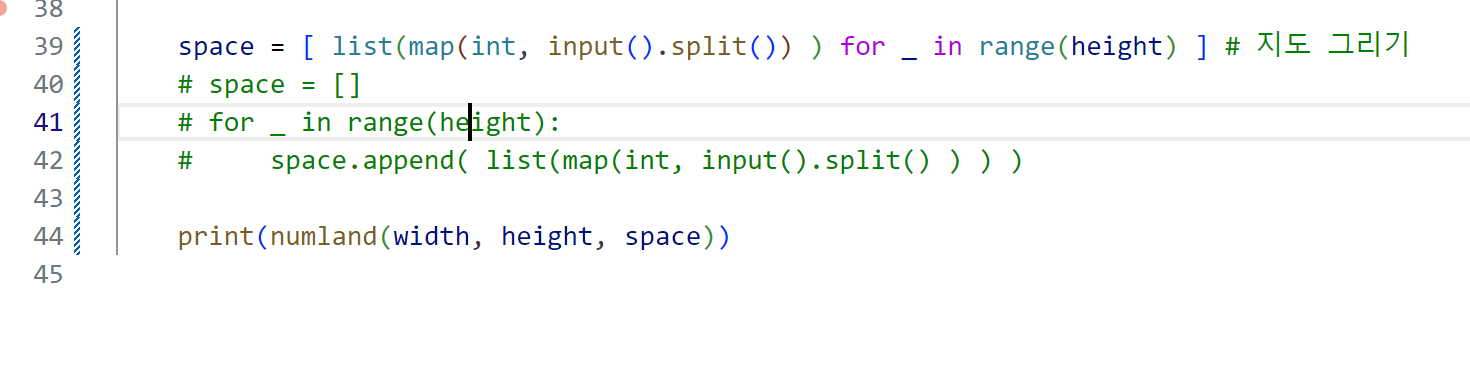 38
39 space = [ list(map(int, input().split()) ) for _ in range(height) ] # 지도 그리기
40 # space = []
41 # for _ in range(height):
42 #     space.append( list(map(int, input().split() ) ) )
43
44 print(numland(width, height, space))
45